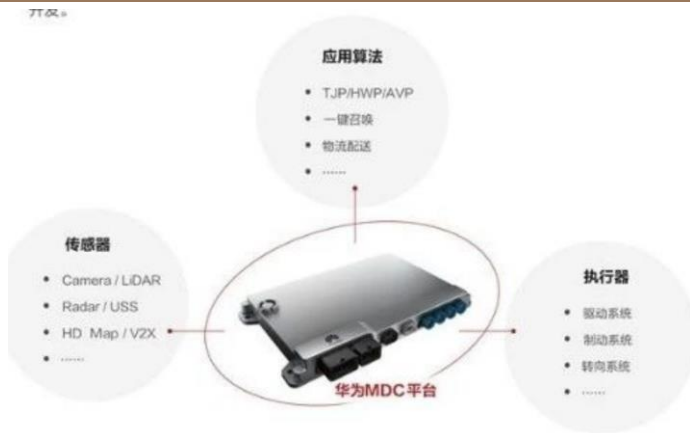 开发。
应用算法
• TJP/HWP/AVP
• 一键召唤
• 物流配送
• ......
传感器
• Camera / LiDAR
• Radar / USS
• HD Map / V2X
• ......
执行器
• 驱动系统
• 制动系统
• 转向系统
• ......
华为MDC平台